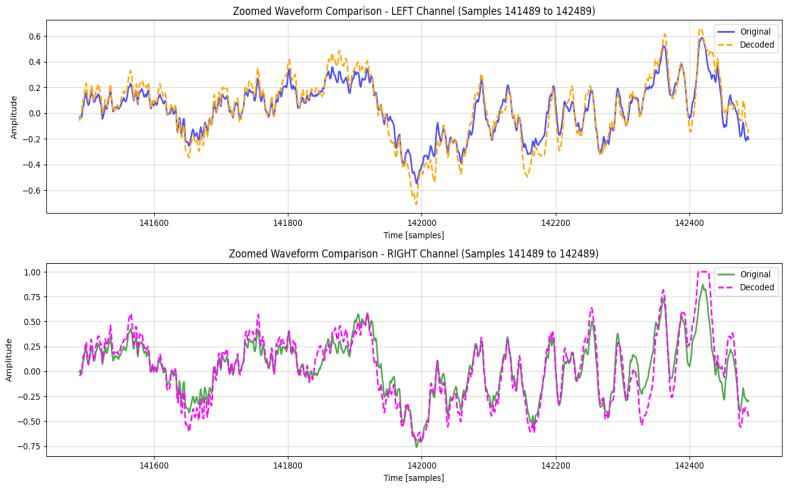 Zoomed Waveform Comparison - LEFT Channel (Samples 141489 to 142489)
Original
Decoded
Amplitude
0.6
0.4
0.2
0.0
−0.2
−0.4
−0.6
141600 141800 142000 142200 142400
Time [samples]
Zoomed Waveform Comparison - RIGHT Channel (Samples 141489 to 142489)
Original
Decoded
Amplitude
1.00
0.75
0.50
0.25
0.00
−0.25
−0.50
−0.75
141600 141800 142000 142200 142400
Time [samples]